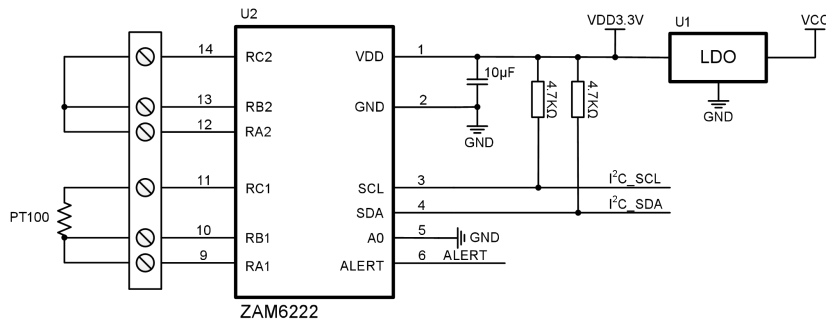 U2
VDD3.3V
U1
VCC
14
RC2
VDD
1
LDO
10μF
4.7KΩ
4.7KΩ
13
RB2
GND
2
12
RA2
GND
GND
11
RC1
SCL
3
I²C_SCL
SDA
4
I²C_SDA
PT100
10
RB1
A0
5
GND
9
RA1
ALERT
6
ALERT
ZAM6222